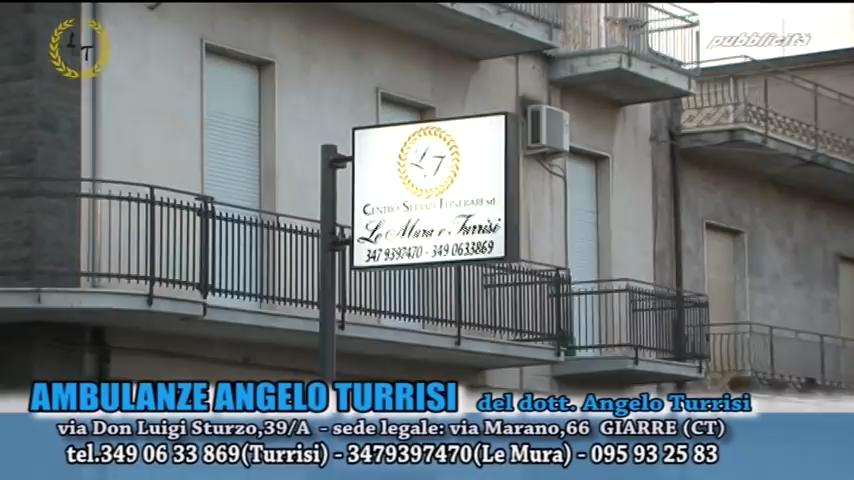 LT
pubblicità
LT
CENTRO SERVIZI FUNERARI srl
Le Mura e Turrisi
347 9397470 - 349 0633869
AMBULANZE ANGELO TURRISI del dott. Angelo Turrisi
via Don Luigi Sturzo,39/A - sede legale: via Marano,66 GIARRE (CT)
tel.349 06 33 869(Turrisi) - 3479397470(Le Mura) - 095 93 25 83